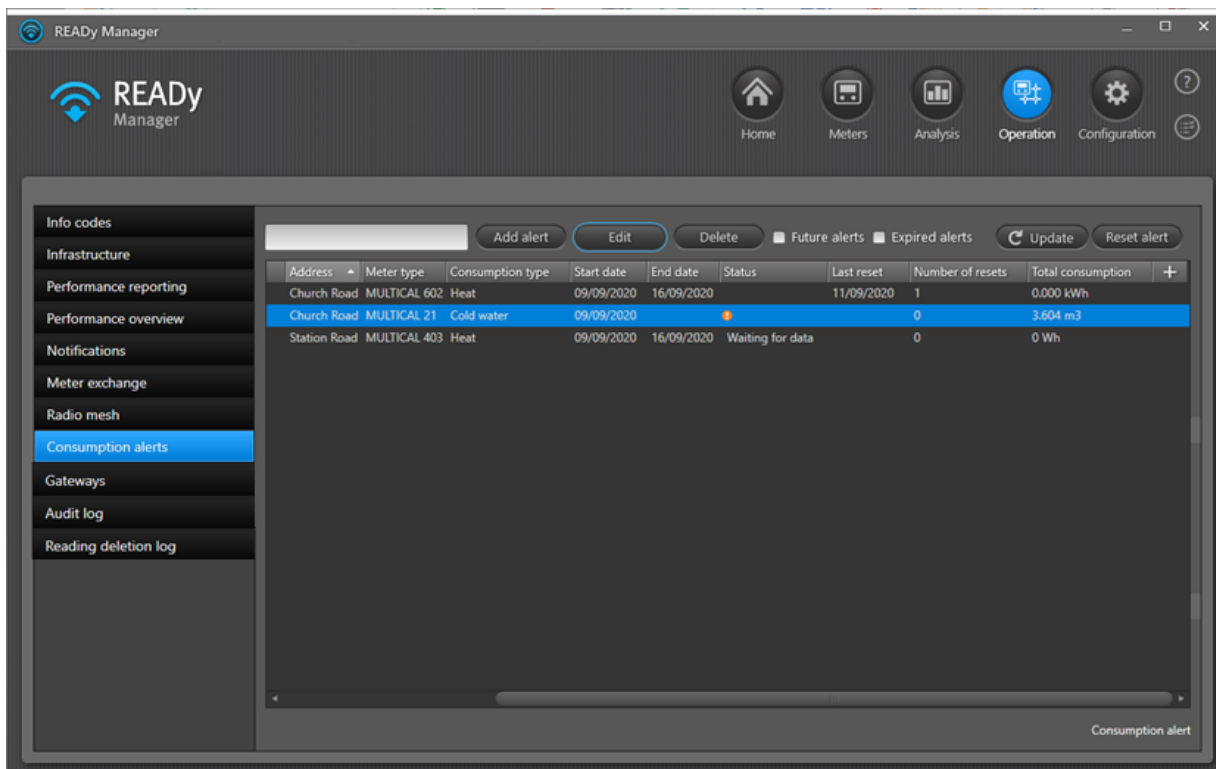 READy Manager
READy
Manager
Home Meters Analysis Operation Configuration
?
Info codes
Infrastructure
Performance reporting
Performance overview
Notifications
Meter exchange
Radio mesh
Consumption alerts
Gateways
Audit log
Reading deletion log
Add alert Edit Delete Future alerts Expired alerts Update Reset alert
Address Meter type Consumption type Start date End date Status Last reset Number of resets Total consumption +
Church Road MULTICAL 602 Heat 09/09/2020 16/09/2020 11/09/2020 1 0.000 kWh
Church Road MULTICAL 21 Cold water 09/09/2020 0 3.604 m3
Station Road MULTICAL 403 Heat 09/09/2020 16/09/2020 Waiting for data 0 0 Wh
Consumption alert